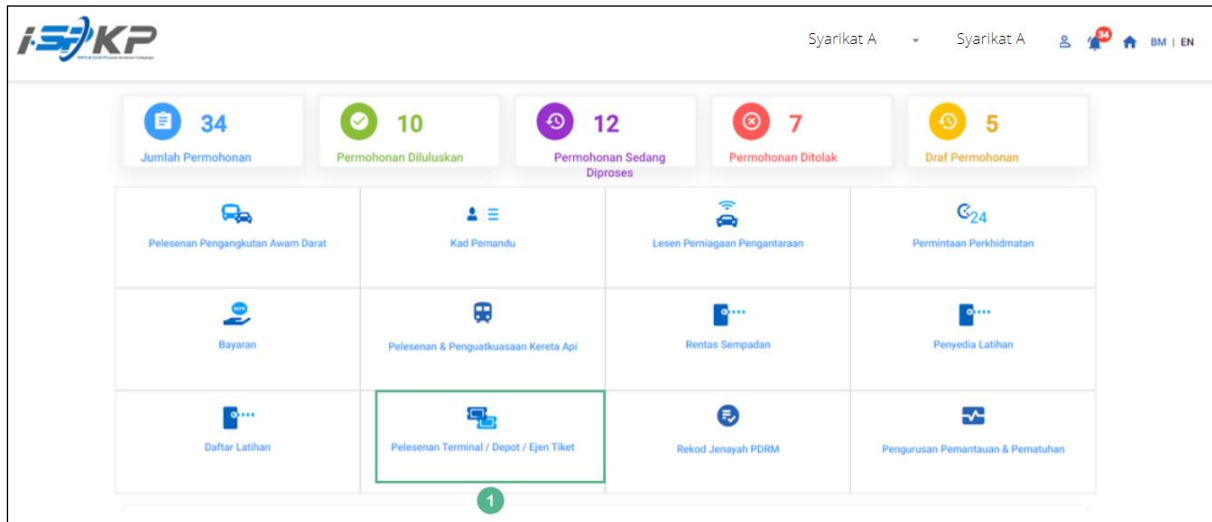 i-SPKP
Syarikat A
Syarikat A
34
BM | EN
34
Jumlah Permohonan
10
Permohonan Diluluskan
12
Permohonan Sedang
Diproses
7
Permohonan Ditolak
5
Draf Permohonan
Pelesenan Pengangkutan Awam Darat
Kad Pemandu
Lesen Perniagaan Pengantaraan
24
Permintaan Perkhidmatan
Bayaran
Pelesenan & Penguatkuasaan Kereta Api
Rentas Sempadan
Penyedia Latihan
Daftar Latihan
Pelesenan Terminal / Depot / Ejen Tiket
Rekod Jenayah PDRM
Pengurusan Pemantauan & Pematuhan
1